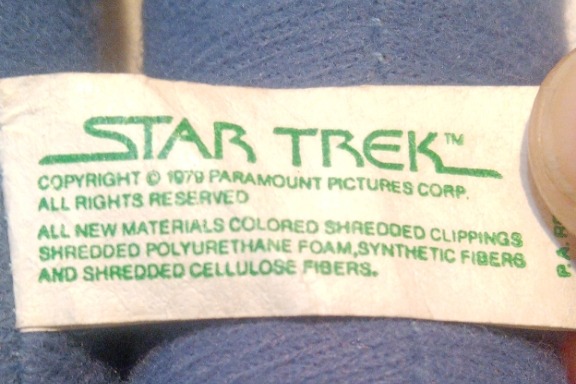 STAR TREK™
COPYRIGHT © 1979 PARAMOUNT PICTURES CORP.
ALL RIGHTS RESERVED
ALL NEW MATERIALS COLORED SHREDDED CLIPPINGS
SHREDDED POLYURETHANE FOAM,SYNTHETIC FIBERS
AND SHREDDED CELLULOSE FIBERS.